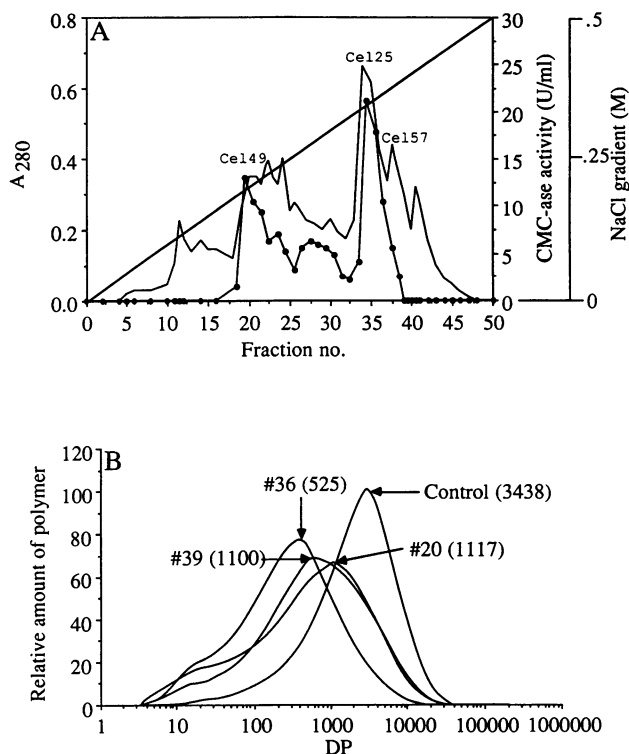 A
0.8
0.6
0.4
0.2
0.0
A280
0 5 10 15 20 25 30 35 40 45 50
Fraction no.
Cel49
Cel25
Cel57
30
25
20
15
10
5
0
CMC-ase activity (U/ml)
.5
.25
0
NaCl gradient (M)
B
120
100
80
60
40
20
0
Relative amount of polymer
#36 (525)
Control (3438)
#39 (1100)
#20 (1117)
1 10 100 1000 10000 100000 1000000
DP